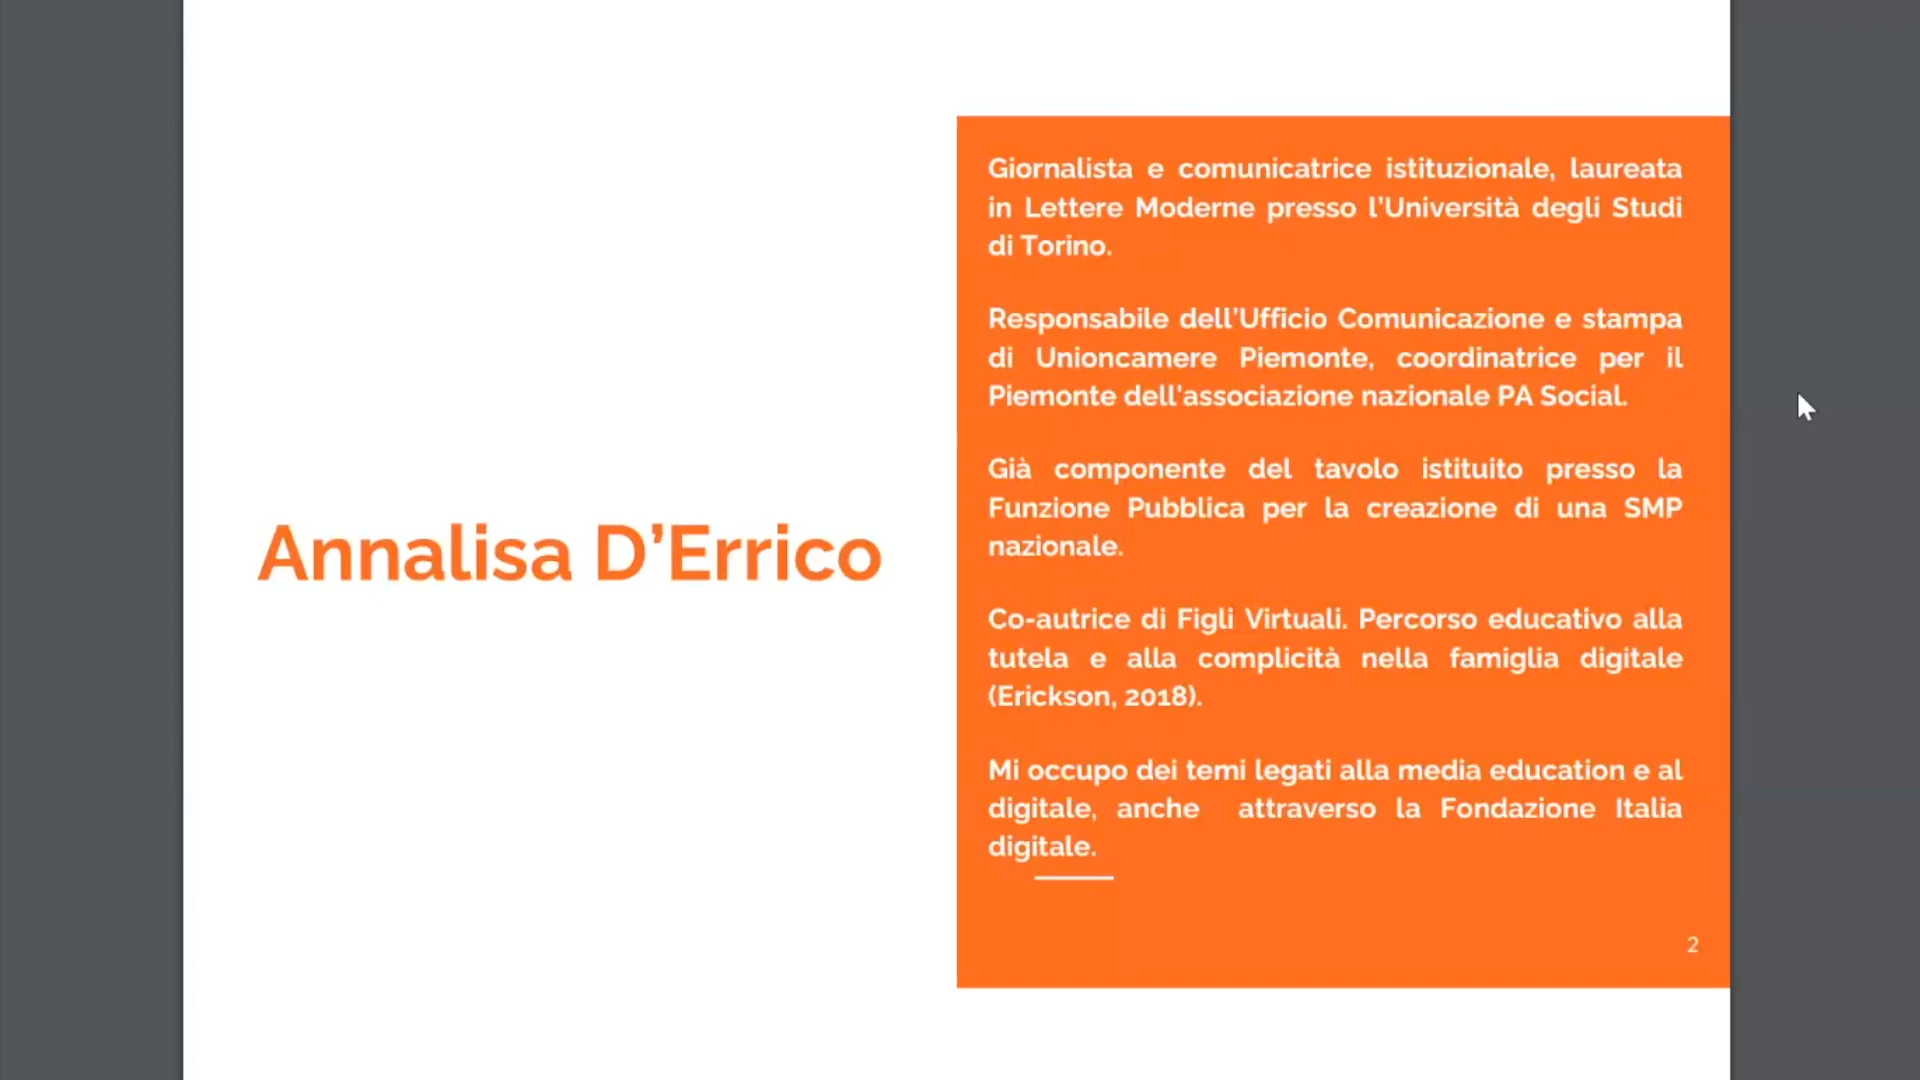 Annalisa D’Errico
Giornalista e comunicatrice istituzionale, laureata
in Lettere Moderne presso l’Università degli Studi
di Torino.
Responsabile dell’Ufficio Comunicazione e stampa
di Unioncamere Piemonte, coordinatrice per il
Piemonte dell’associazione nazionale PA Social.
Già componente del tavolo istituito presso la
Funzione Pubblica per la creazione di una SMP
nazionale.
Co-autrice di Figli Virtuali. Percorso educativo alla
tutela e alla complicità nella famiglia digitale
(Erickson, 2018).
Mi occupo dei temi legati alla media education e al
digitale, anche attraverso la Fondazione Italia
digitale.
2